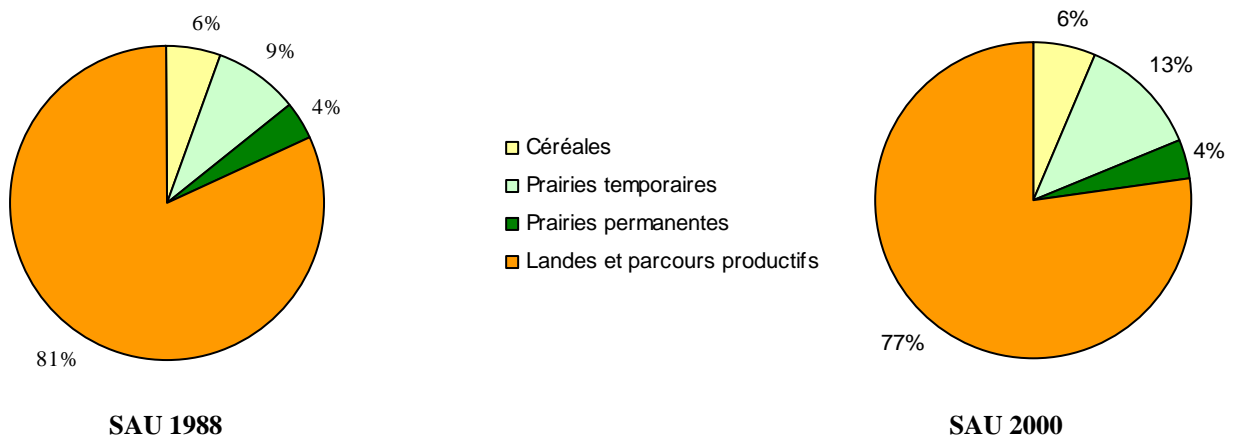 6%
9%
4%
81%
SAU 1988
Céréales
Prairies temporaires
Prairies permanentes
Landes et parcours productifs
6%
13%
4%
77%
SAU 2000